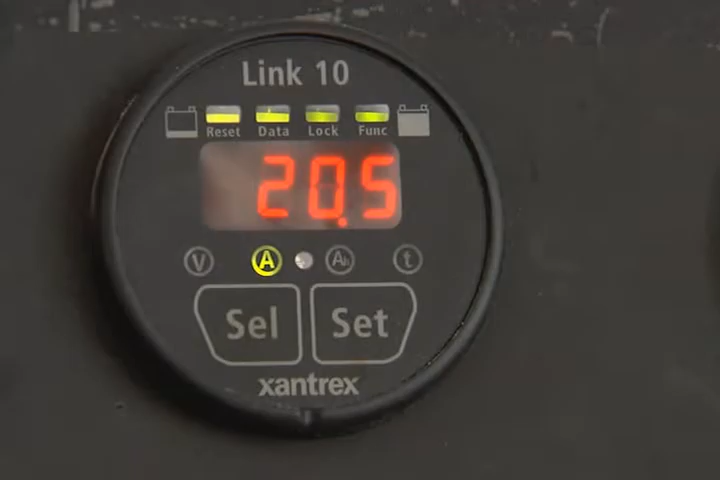 Link 10
Reset Data Lock Func
20.5
V A Ah t
Sel Set
xantrex